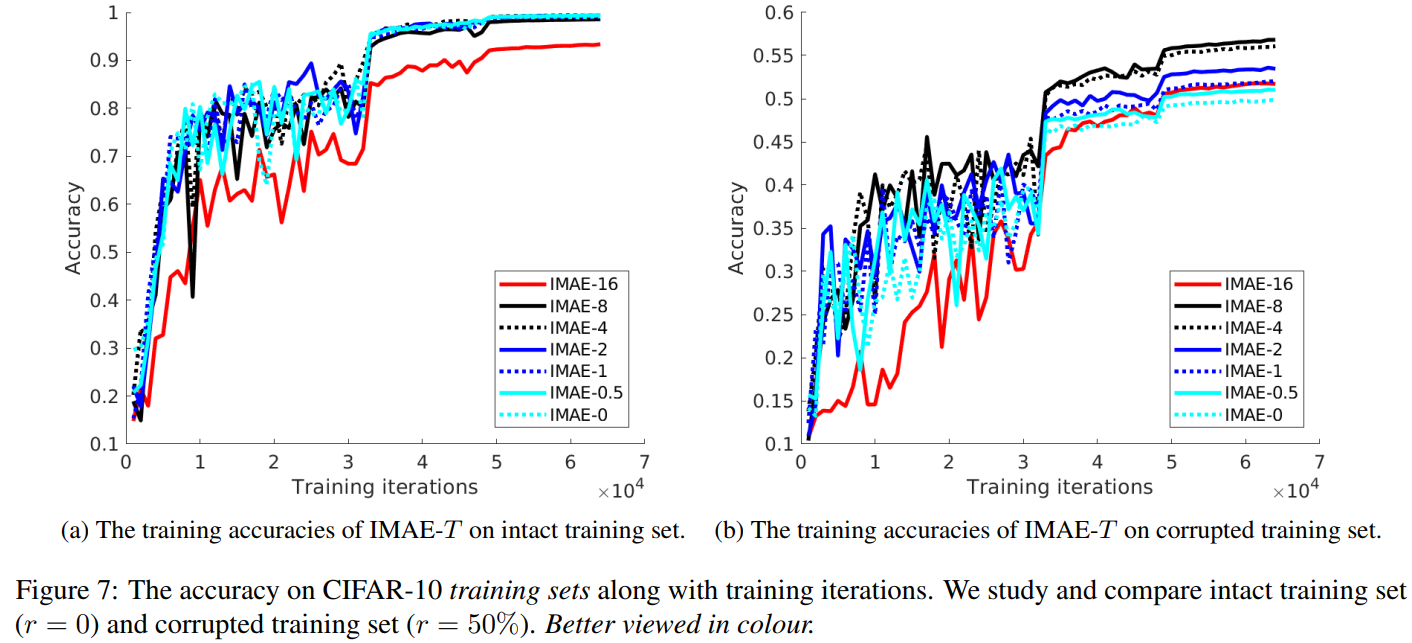 1
0.9
0.8
0.7
0.6
0.5
0.4
0.3
0.2
0.1
Accuracy
0 1 2 3 4 5 6 7
Training iterations
×10⁴
IMAE-16
IMAE-8
IMAE-4
IMAE-2
IMAE-1
IMAE-0.5
IMAE-0
(a) The training accuracies of IMAE-T on intact training set.
0.6
0.55
0.5
0.45
0.4
0.35
0.3
0.25
0.2
0.15
0.1
Accuracy
0 1 2 3 4 5 6 7
Training iterations
×10⁴
IMAE-16
IMAE-8
IMAE-4
IMAE-2
IMAE-1
IMAE-0.5
IMAE-0
(b) The training accuracies of IMAE-T on corrupted training set.
Figure 7: The accuracy on CIFAR-10 training sets along with training iterations. We study and compare intact training set
(r = 0) and corrupted training set (r = 50%). Better viewed in colour.